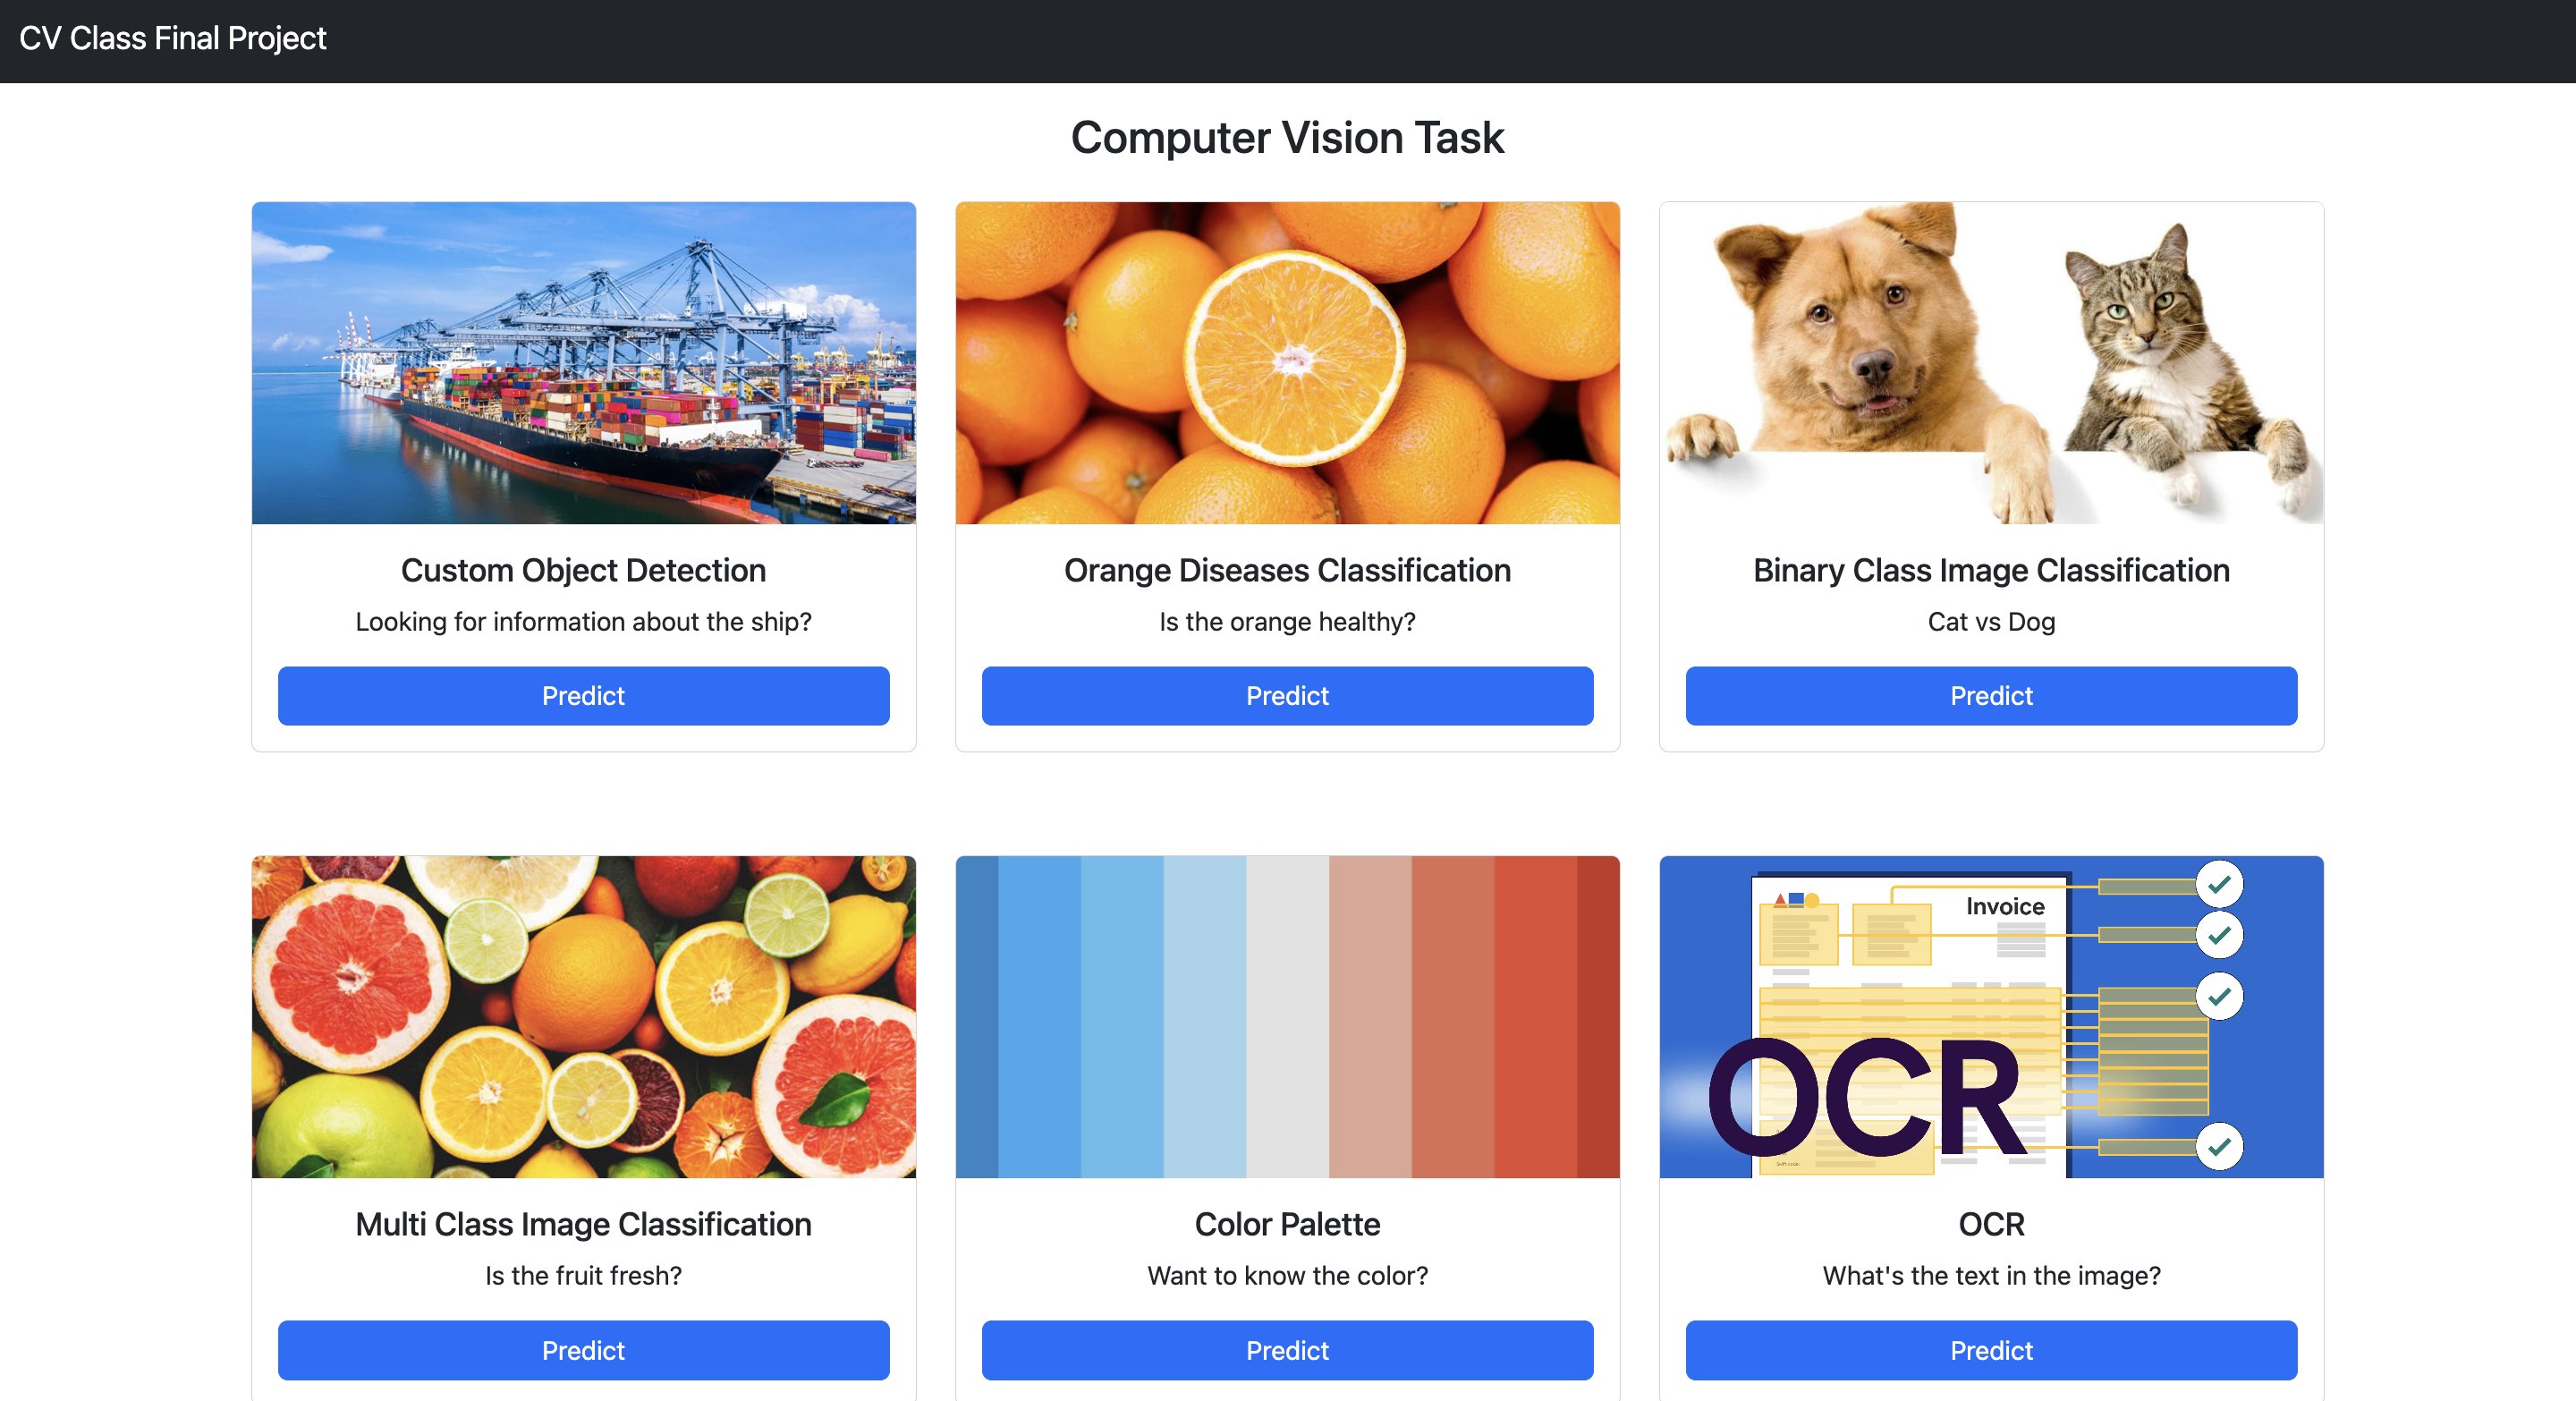 CV Class Final Project
Computer Vision Task
Custom Object Detection
Looking for information about the ship?
Predict
Orange Diseases Classification
Is the orange healthy?
Predict
Binary Class Image Classification
Cat vs Dog
Predict
Multi Class Image Classification
Is the fruit fresh?
Predict
Color Palette
Want to know the color?
Predict
Invoice
OCR
OCR
What's the text in the image?
Predict